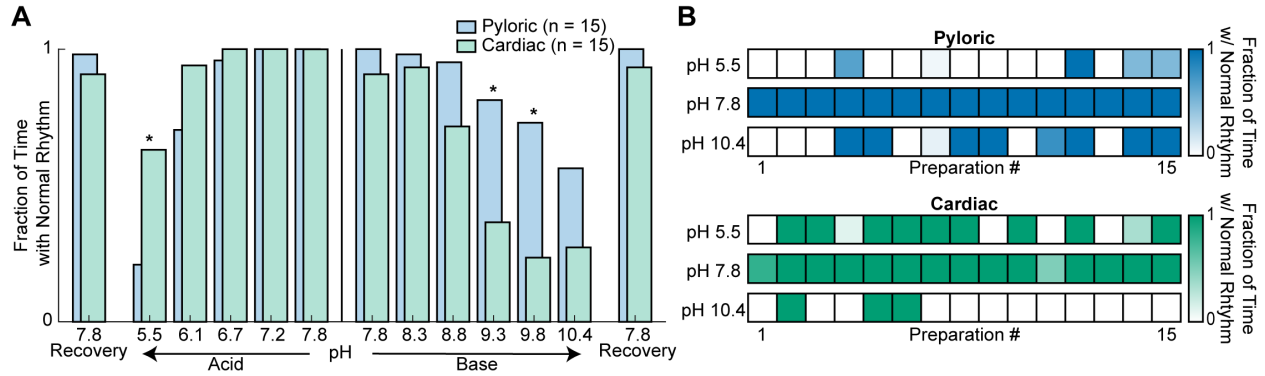 A
Pyloric (n = 15)
Cardiac (n = 15)
Fraction of Time
with Normal Rhythm
1
0
*
*
*
7.8
5.5
6.1
6.7
7.2
7.8
7.8
8.3
8.8
9.3
9.8
10.4
7.8
Recovery
Acid
pH
Base
Recovery
B
Pyloric
pH 5.5
pH 7.8
pH 10.4
1
Preparation #
15
1
0
Fraction of Time
w/ Normal Rhtyhm
Cardiac
pH 5.5
pH 7.8
pH 10.4
1
Preparation #
15
1
0
Fraction of Time
w/ Normal Rhtyhm